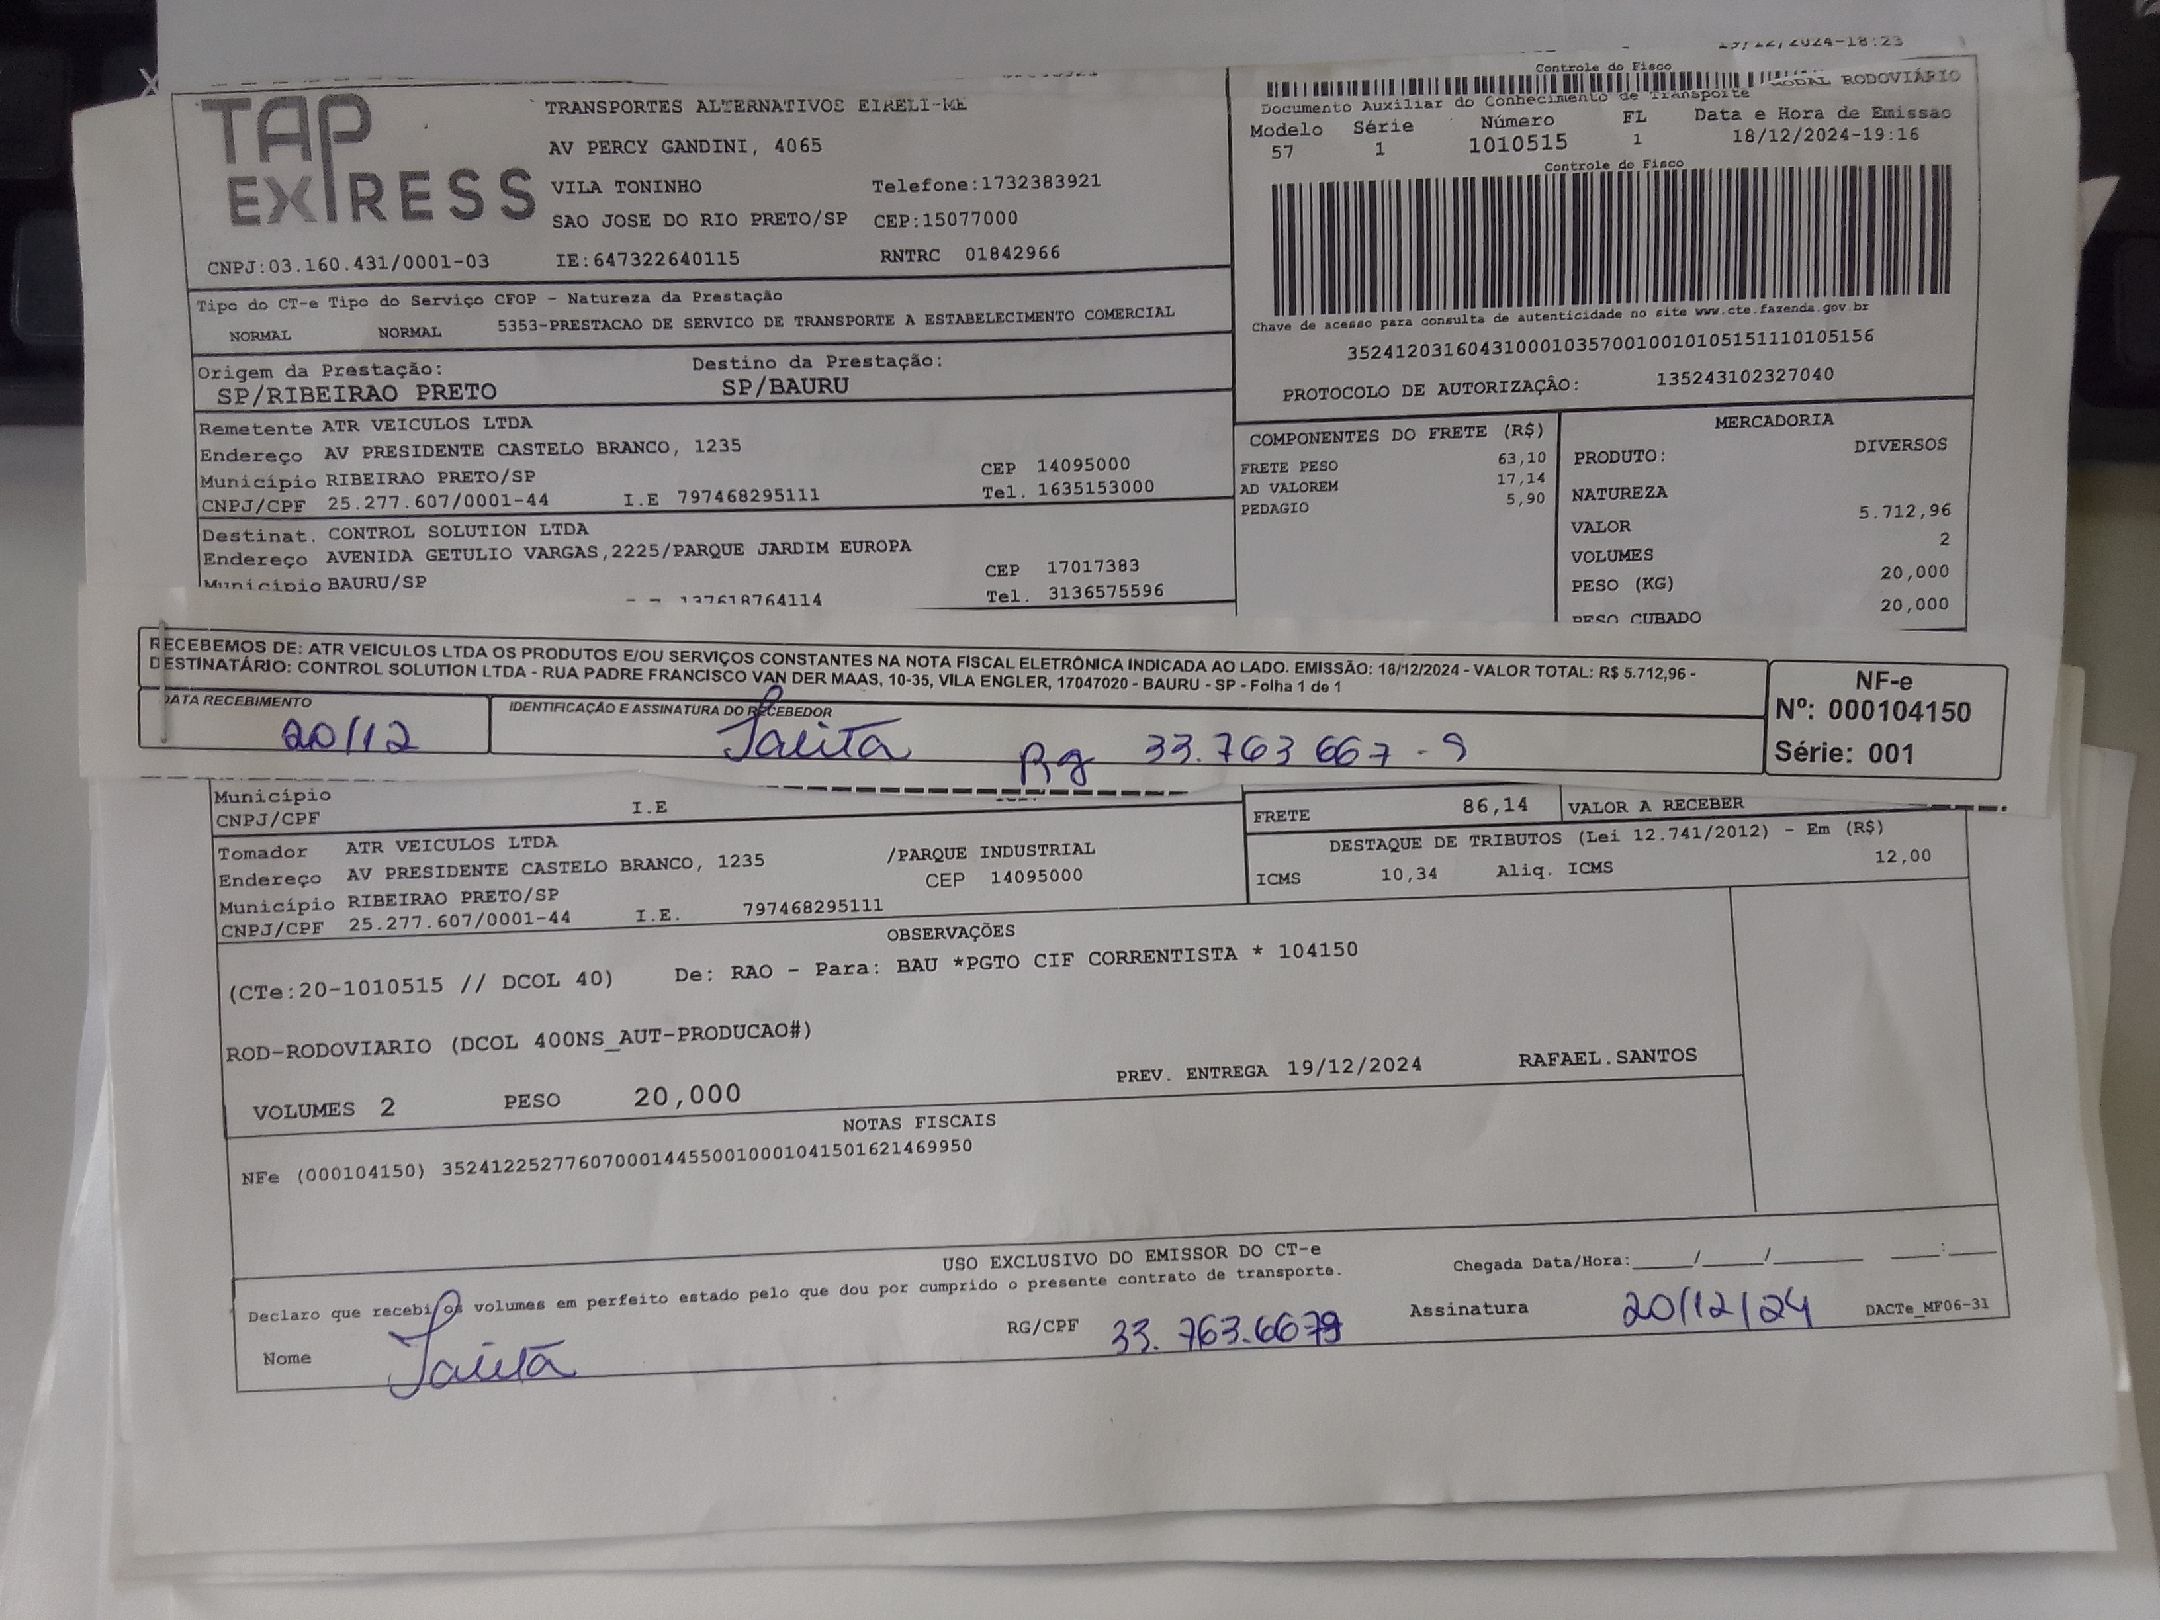 /2024-18:23
TAP EXPRESS
TRANSPORTES ALTERNATIVOS EIRELI-ME
AV PERCY GANDINI, 4065
VILA TONINHO Telefone:1732383921
SAO JOSE DO RIO PRETO/SP CEP:15077000
CNPJ:03.160.431/0001-03 IE:647322640115 RNTRC 01842966
Controle do Fisco
MODAL RODOVIÁRIO
Documento Auxiliar do Conhecimento de Transporte
Modelo Série Número FL Data e Hora de Emissao
57 1 1010515 1 18/12/2024-19:16
Controle do Fisco
Chave de acesso para consulta de autenticidade no site www.cte.fazenda.gov.br
35241203160431000103570010010105151110105156
PROTOCOLO DE AUTORIZAÇÃO: 135243102327040
Tipo do CT-e Tipo do Serviço CFOP - Natureza da Prestação
NORMAL NORMAL 5353-PRESTACAO DE SERVICO DE TRANSPORTE A ESTABELECIMENTO COMERCIAL
Origem da Prestação: Destino da Prestação:
SP/RIBEIRAO PRETO SP/BAURU
Remetente ATR VEICULOS LTDA
Endereço AV PRESIDENTE CASTELO BRANCO, 1235
Município RIBEIRAO PRETO/SP CEP 14095000
CNPJ/CPF 25.277.607/0001-44 I.E 797468295111 Tel. 1635153000
Destinat. CONTROL SOLUTION LTDA
Endereço AVENIDA GETULIO VARGAS,2225/PARQUE JARDIM EUROPA
Município BAURU/SP CEP 17017383
137618764114 Tel. 3136575596
COMPONENTES DO FRETE (R$)
FRETE PESO 63,10
AD VALOREM 17,14
PEDAGIO 5,90
MERCADORIA
PRODUTO: DIVERSOS
NATUREZA
VALOR 5.712,96
VOLUMES 2
PESO (KG) 20,000
PESO CUBADO 20,000
RECEBEMOS DE: ATR VEICULOS LTDA OS PRODUTOS E/OU SERVIÇOS CONSTANTES NA NOTA FISCAL ELETRÔNICA INDICADA AO LADO. EMISSÃO: 18/12/2024 - VALOR TOTAL: R$ 5.712,96 -
DESTINATÁRIO: CONTROL SOLUTION LTDA - RUA PADRE FRANCISCO VAN DER MAAS, 10-35, VILA ENGLER, 17047020 - BAURU - SP - Folha 1 de 1
DATA RECEBIMENTO IDENTIFICAÇÃO E ASSINATURA DO RECEBEDOR
20/12 Rg 33.763 667-9
NF-e
Nº: 000104150
Série: 001
Município
CNPJ/CPF I.E
FRETE 86,14 VALOR A RECEBER
Tomador ATR VEICULOS LTDA
Endereço AV PRESIDENTE CASTELO BRANCO, 1235 /PARQUE INDUSTRIAL
Município RIBEIRAO PRETO/SP CEP 14095000
CNPJ/CPF 25.277.607/0001-44 I.E. 797468295111
DESTAQUE DE TRIBUTOS (Lei 12.741/2012) - Em (R$)
ICMS 10,34 Aliq. ICMS 12,00
OBSERVAÇÕES
(CTe:20-1010515 // DCOL 40) De: RAO - Para: BAU *PGTO CIF CORRENTISTA * 104150
ROD-RODOVIARIO (DCOL 400NS_AUT-PRODUCAO#)
PREV. ENTREGA 19/12/2024 RAFAEL.SANTOS
VOLUMES 2 PESO 20,000
NOTAS FISCAIS
NFe (000104150) 35241225277607000144550010001041501621469950
USO EXCLUSIVO DO EMISSOR DO CT-e
Declaro que recebi os volumes em perfeito estado pelo que dou por cumprido o presente contrato de transporte. Chegada Data/Hora:____/____/______ ___:___
Nome RG/CPF 33.763.6679 Assinatura 20/12/24 DACTe_MF06-31